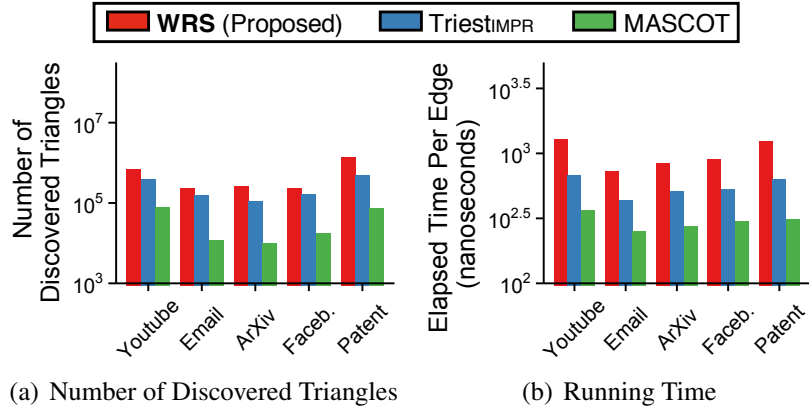 WRS (Proposed) TriestIMPR MASCOT
Number of
Discovered Triangles
10^7
10^5
10^3
Youtube Email ArXiv Faceb. Patent
Elapsed Time Per Edge
(nanoseconds)
10^3.5
10^3
10^2.5
10^2
Youtube Email ArXiv Faceb. Patent
(a) Number of Discovered Triangles
(b) Running Time